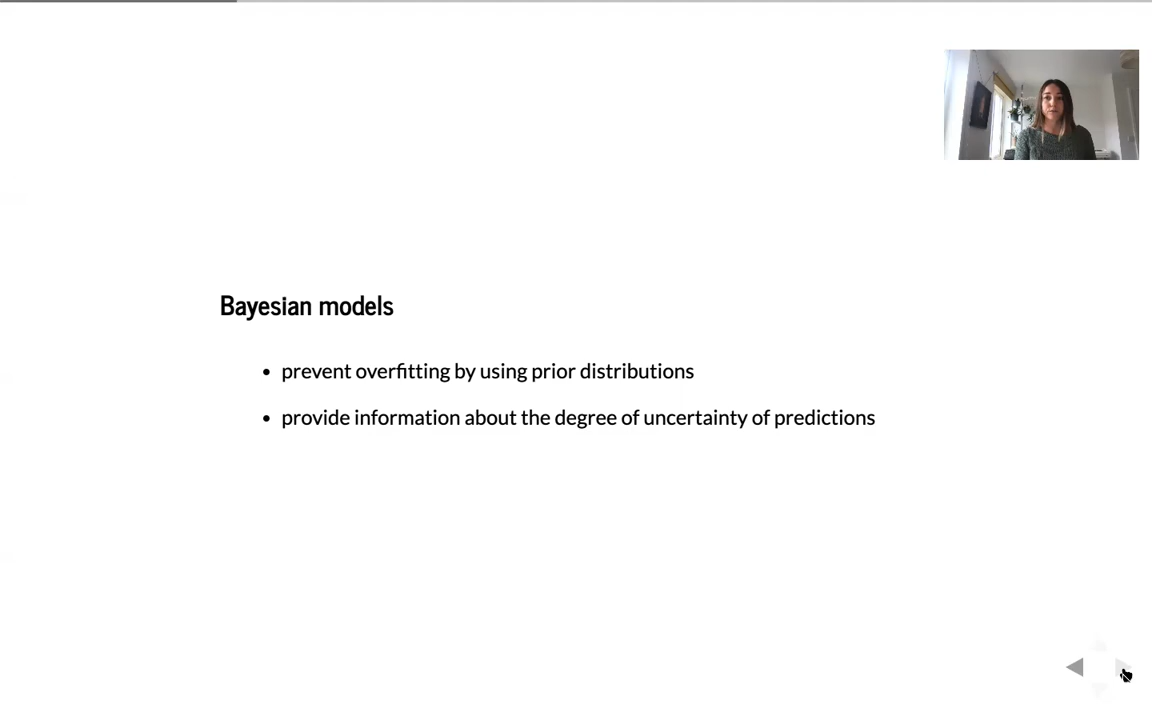 Bayesian models
• prevent overfitting by using prior distributions
• provide information about the degree of uncertainty of predictions